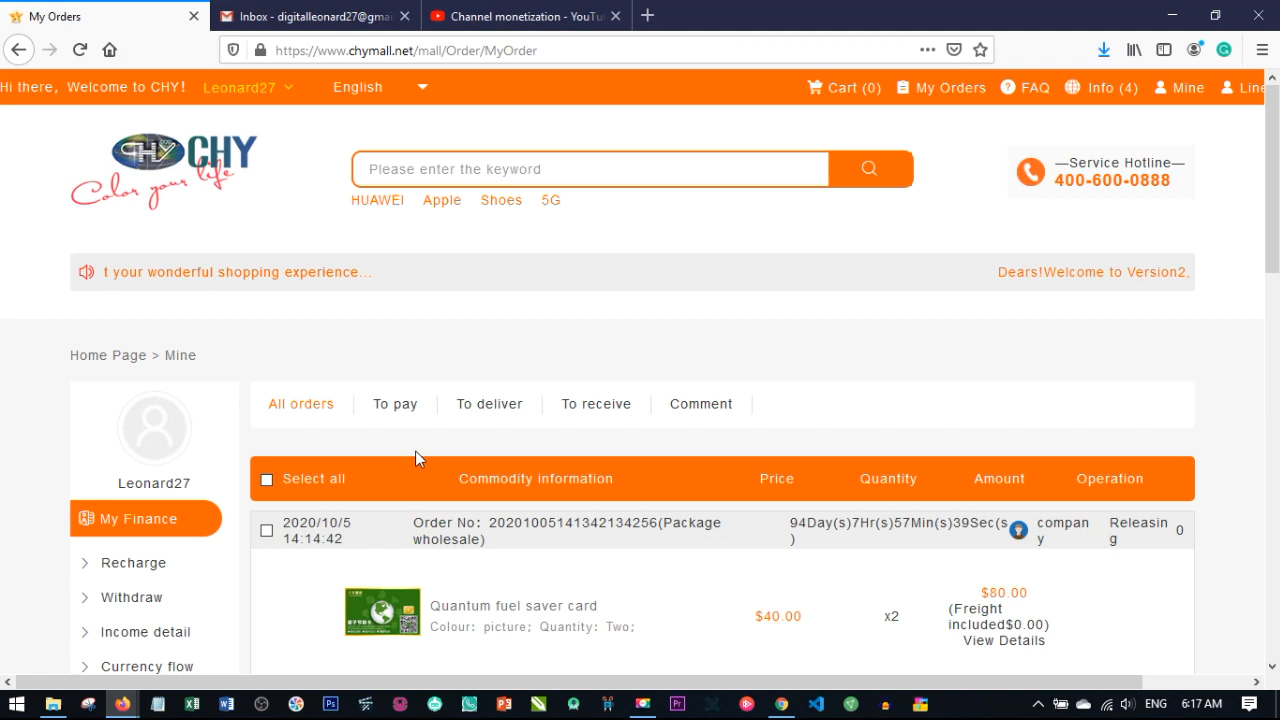 My Orders
Inbox - digitalleonard27@gmai
Channel monetization - YouTu
https://www.chymall.net/mall/Order/MyOrder
Hi there, Welcome to CHY! Leonard27 English Cart (0) My Orders FAQ Info (4) Mine Line
CHY CHY
Color your life
Please enter the keyword
HUAWEI Apple Shoes 5G
—Service Hotline—
400-600-0888
t your wonderful shopping experience... Dears!Welcome to Version2,
Home Page > Mine
All orders To pay To deliver To receive Comment
Leonard27
My Finance
Recharge
Withdraw
Income detail
Currency flow
Select all Commodity information Price Quantity Amount Operation
2020/10/5
14:14:42
Order No: 20201005141342134256(Package
wholesale)
94Day(s)7Hr(s)57Min(s)39Sec(s
)
compan
y
Releasin
g
0
Quantum fuel saver card
Colour: picture; Quantity: Two;
$40.00
x2
$80.00
(Freight
included$0.00)
View Details
ENG 6:17 AM